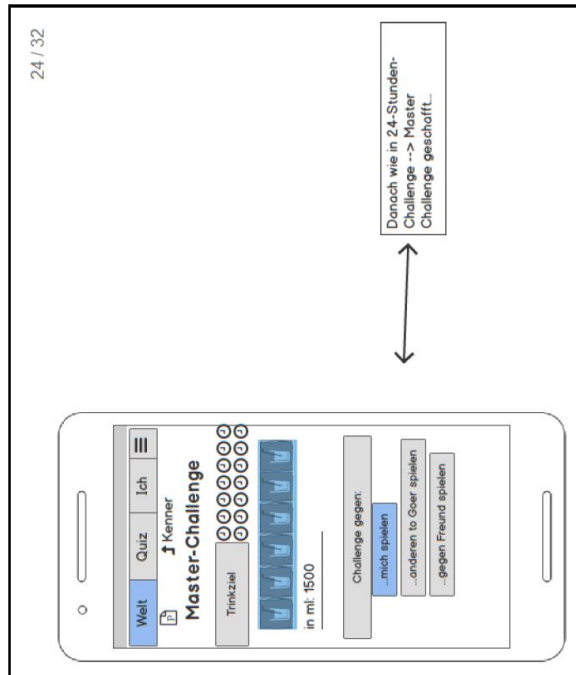 24 / 32
Welt Quiz Ich
P Kenner
Master-Challenge
Trinkziel
in ml: 1500
Challenge gegen:
...mich spielen
...anderen to Goer spielen
...gegen Freund spielen
Danach wie in 24-Stunden-
Challenge --> Master
Challenge geschafft...